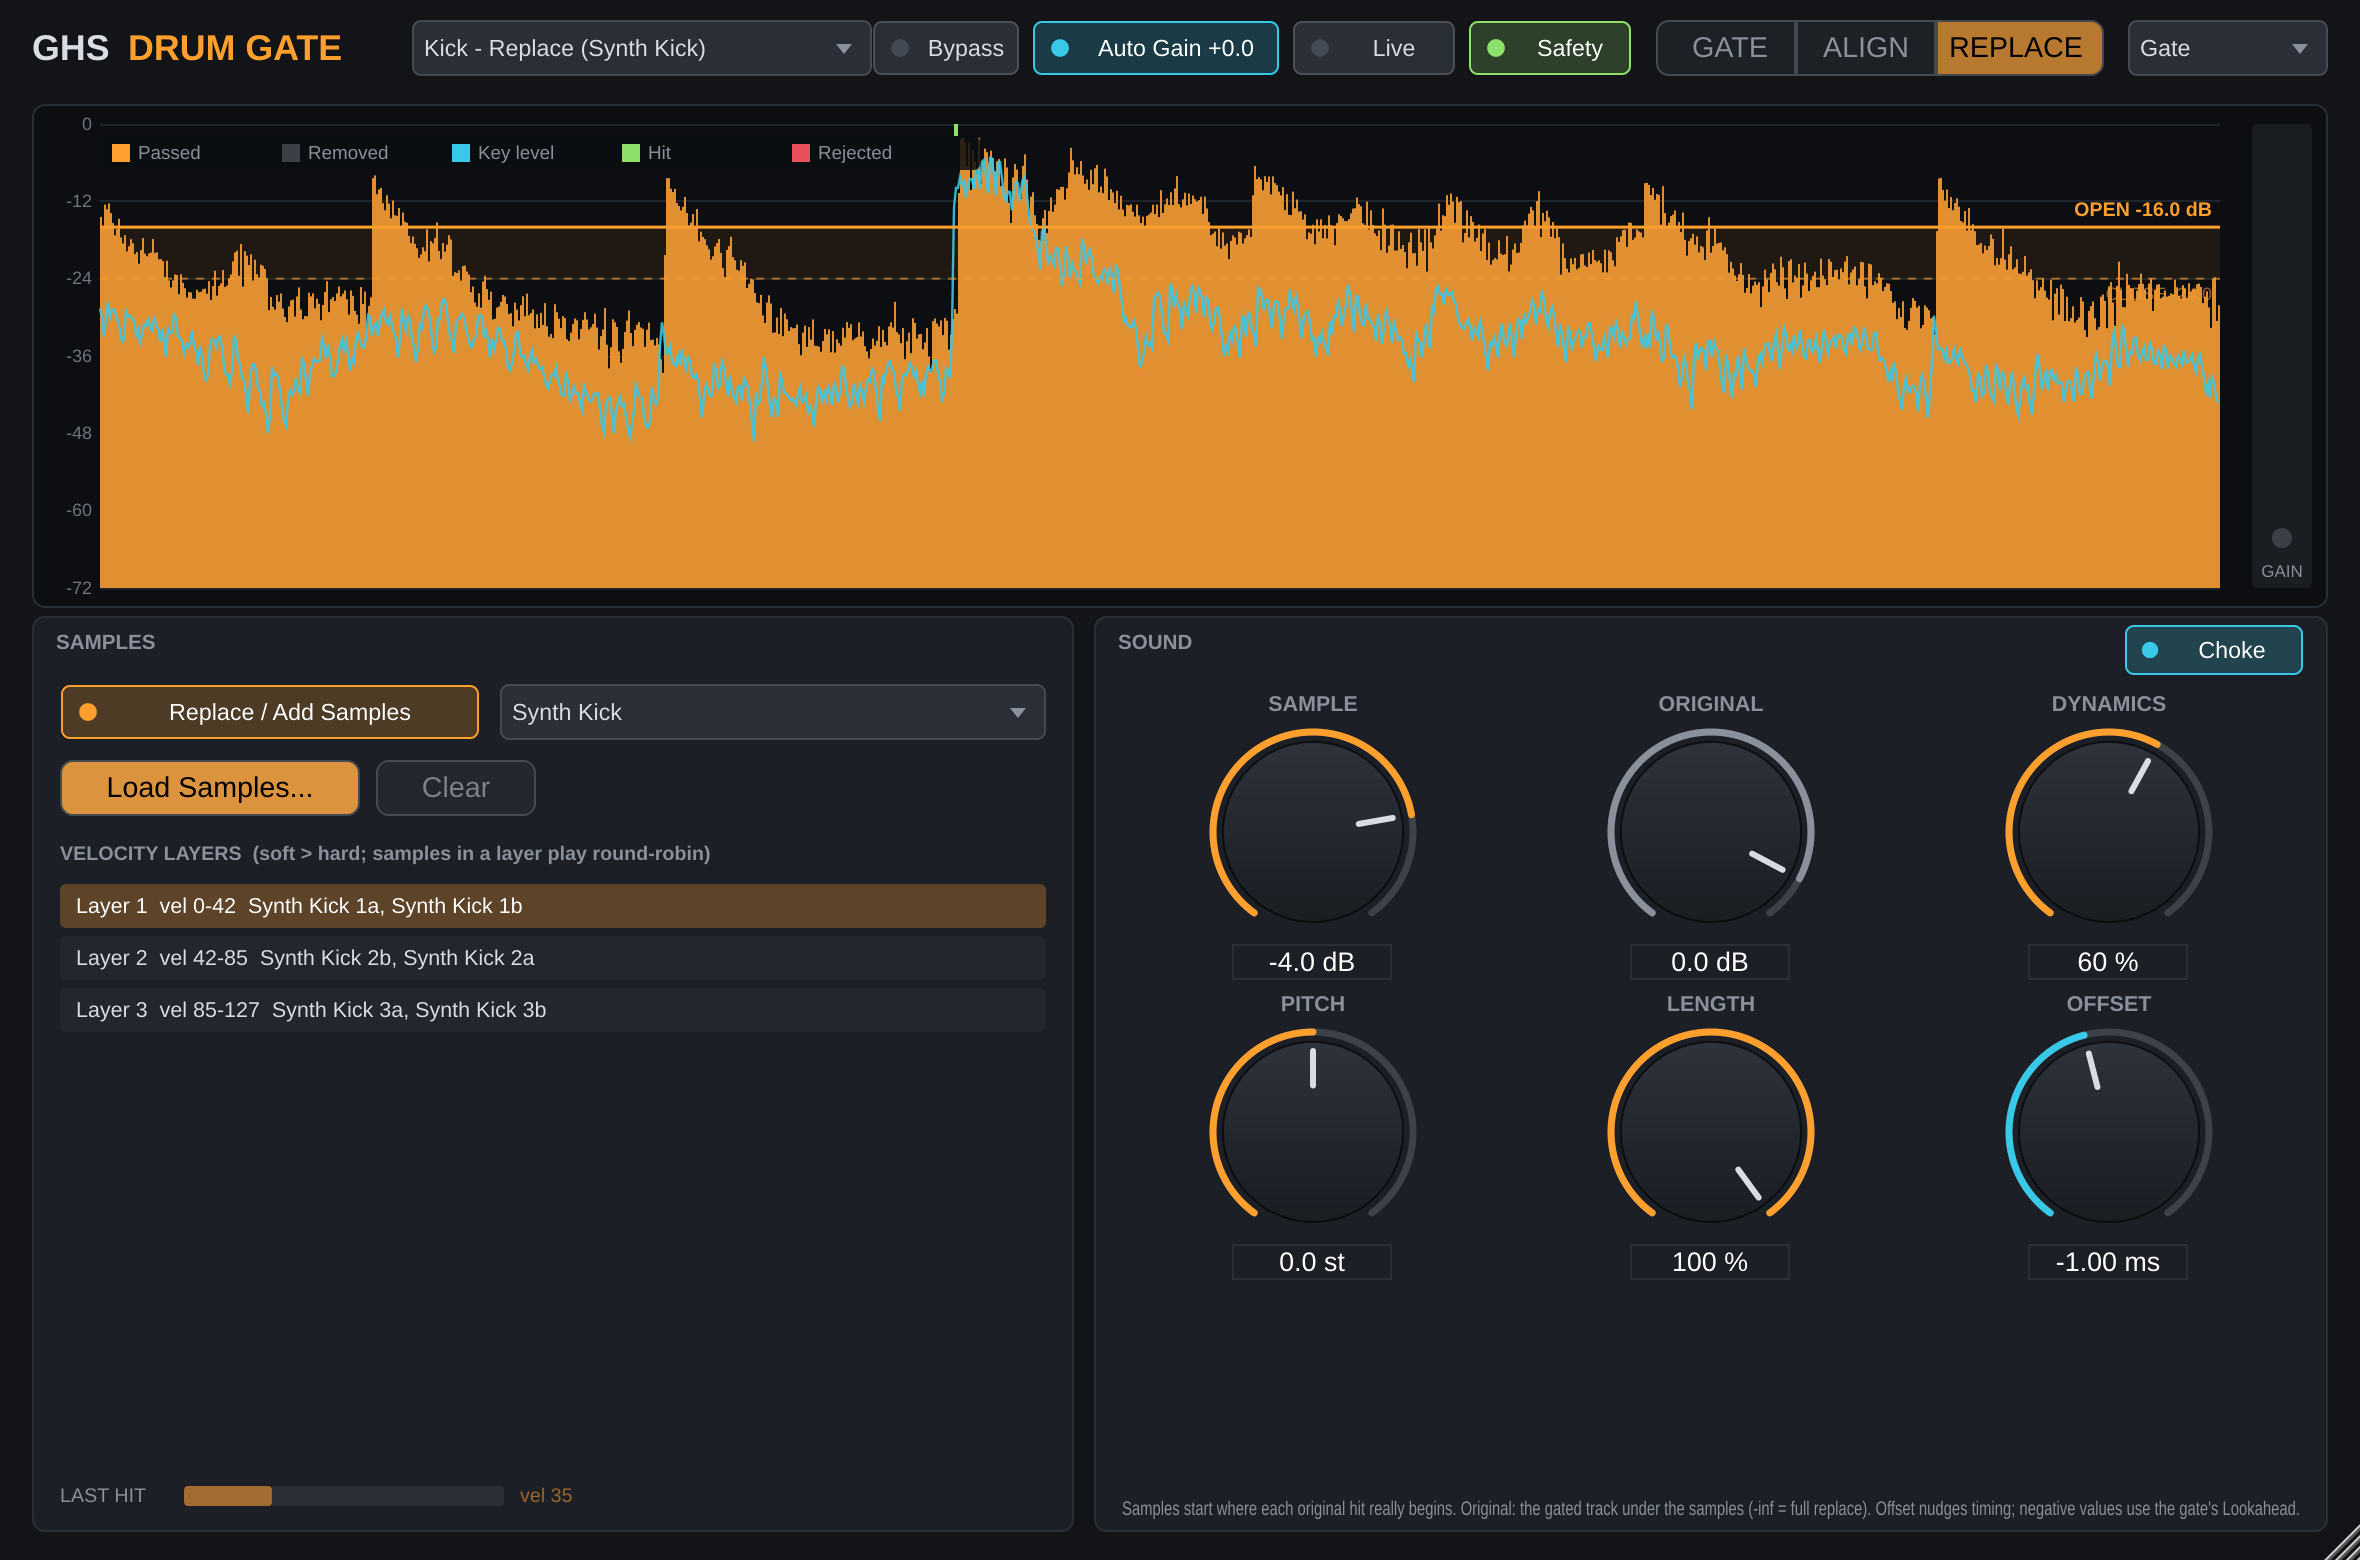 GHS DRUM GATE
Kick - Replace (Synth Kick)
Bypass
Auto Gain +0.0
Live
Safety
GATE
ALIGN
REPLACE
Gate
0
Passed
Removed
Key level
Hit
Rejected
-12
OPEN -16.0 dB
-24
-36
-48
-60
-72
GAIN
SAMPLES
Replace / Add Samples
Synth Kick
Load Samples...
Clear
VELOCITY LAYERS (soft > hard; samples in a layer play round-robin)
Layer 1 vel 0-42 Synth Kick 1a, Synth Kick 1b
Layer 2 vel 42-85 Synth Kick 2b, Synth Kick 2a
Layer 3 vel 85-127 Synth Kick 3a, Synth Kick 3b
LAST HIT
vel 35
SOUND
Choke
SAMPLE
ORIGINAL
DYNAMICS
-4.0 dB
0.0 dB
60 %
PITCH
LENGTH
OFFSET
0.0 st
100 %
-1.00 ms
Samples start where each original hit really begins. Original: the gated track under the samples (-inf = full replace). Offset nudges timing; negative values use the gate's Lookahead.